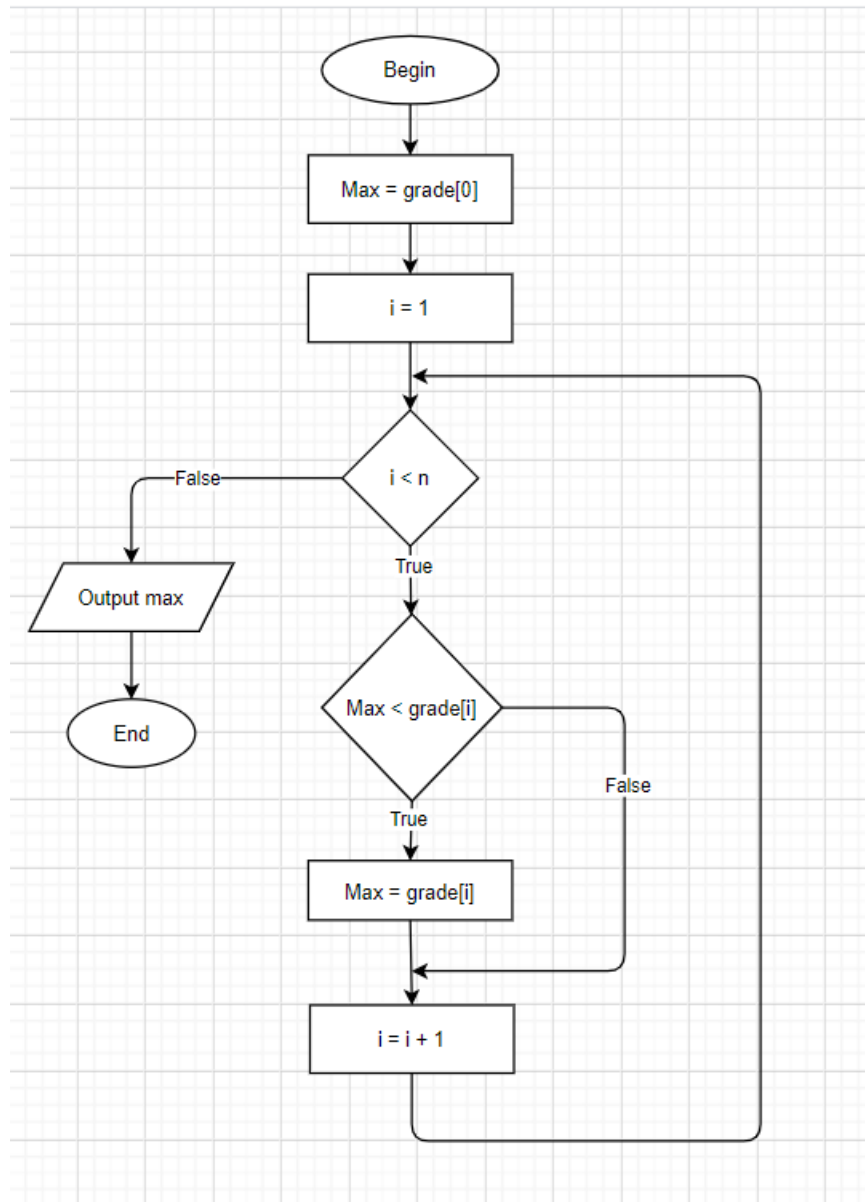 Begin
Max = grade[0]
i = 1
i < n
False
True
Output max
Max < grade[i]
End
False
True
Max = grade[i]
i = i + 1